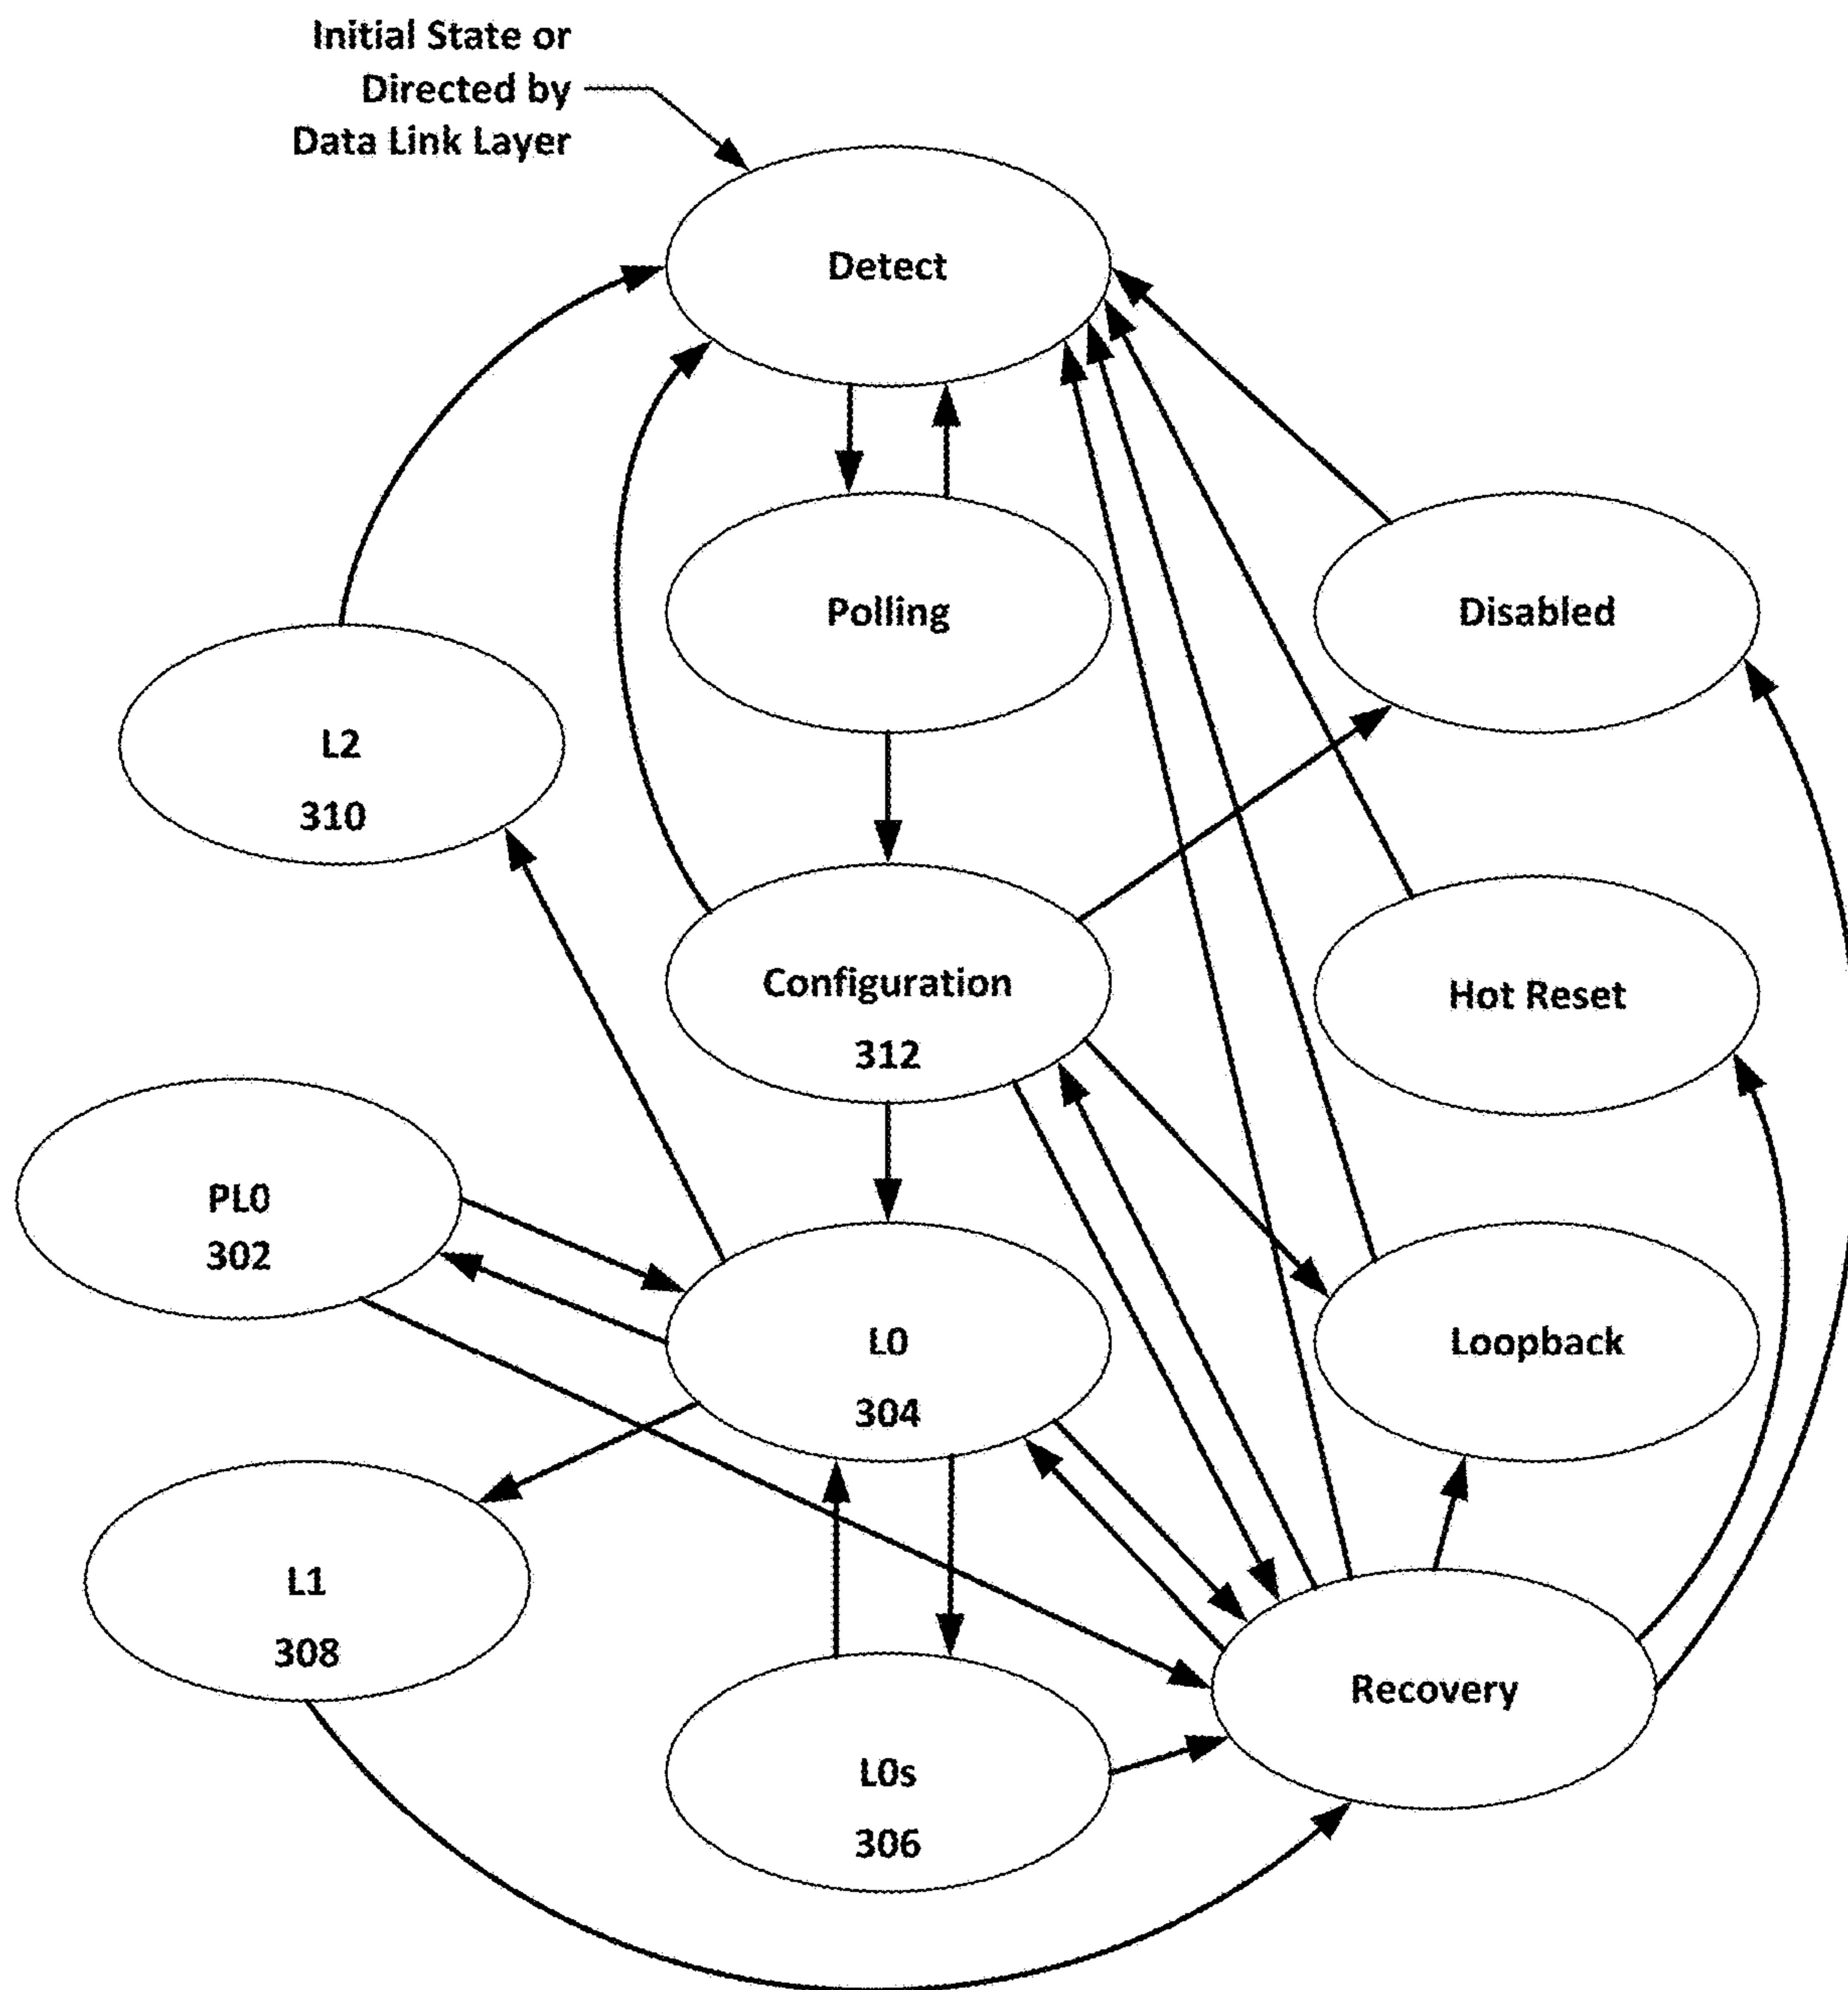 Initial State or
Directed by
Data Link Layer
Detect
Polling
Disabled
L2
310
Configuration
312
Hot Reset
PL0
302
L0
304
Loopback
L1
308
Recovery
L0s
306